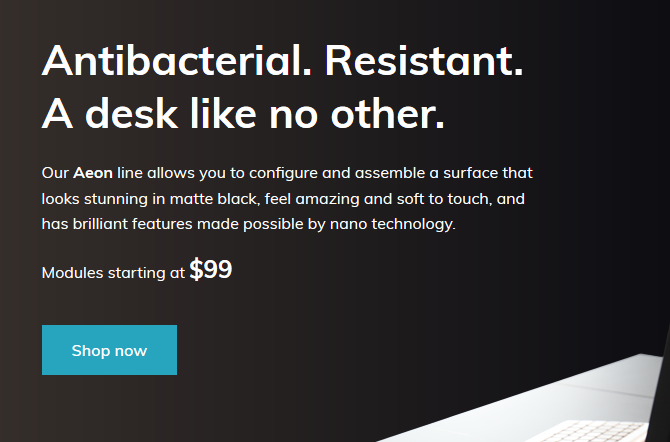 Antibacterial. Resistant.
A desk like no other.
Our Aeon line allows you to configure and assemble a surface that
looks stunning in matte black, feel amazing and soft to touch, and
has brilliant features made possible by nano technology.
Modules starting at $99
Shop now